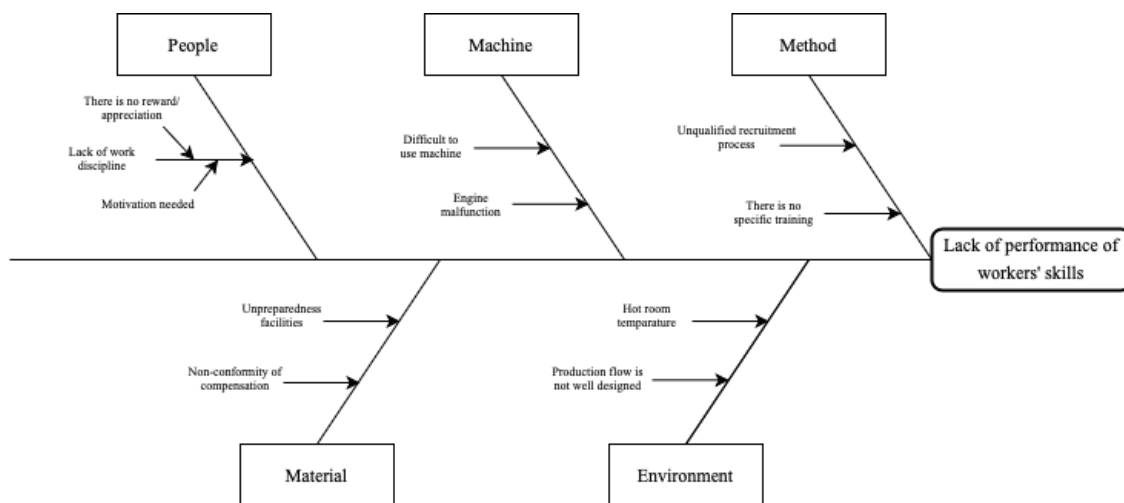 People
Machine
Method
There is no reward/
appreciation
Lack of work
discipline
Motivation needed
Difficult to
use machine
Engine
malfunction
Unqualified recruitment
process
There is no
specific training
Lack of performance of
workers' skills
Unpreparedness
facilities
Non-conformity of
compensation
Hot room
temparature
Production flow is
not well designed
Material
Environment